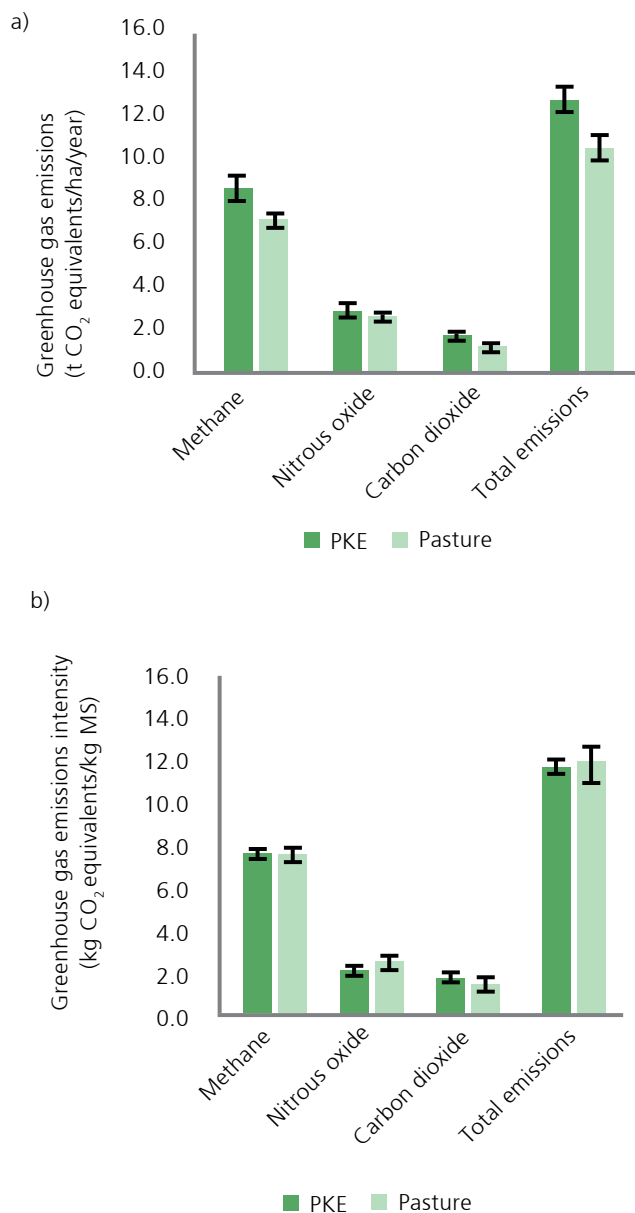 a)
Greenhouse gas emissions
(t CO₂ equivalents/ha/year)
16.0
14.0
12.0
10.0
8.0
6.0
4.0
2.0
0.0
Methane
Nitrous oxide
Carbon dioxide
Total emissions
PKE Pasture
b)
Greenhouse gas emissions intensity
(kg CO₂ equivalents/kg MS)
16.0
14.0
12.0
10.0
8.0
6.0
4.0
2.0
0.0
Methane
Nitrous oxide
Carbon dioxide
Total emissions
PKE Pasture